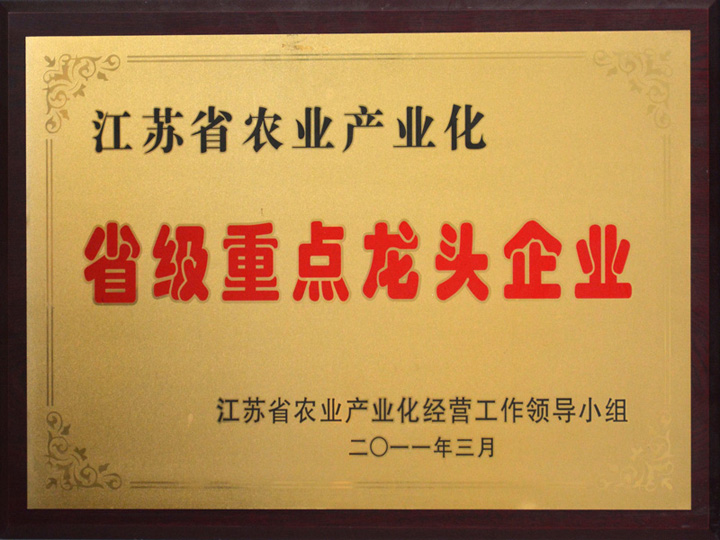 江苏省农业产业化
省级重点龙头企业
江苏省农业产业化经营工作领导小组
二〇一一年三月